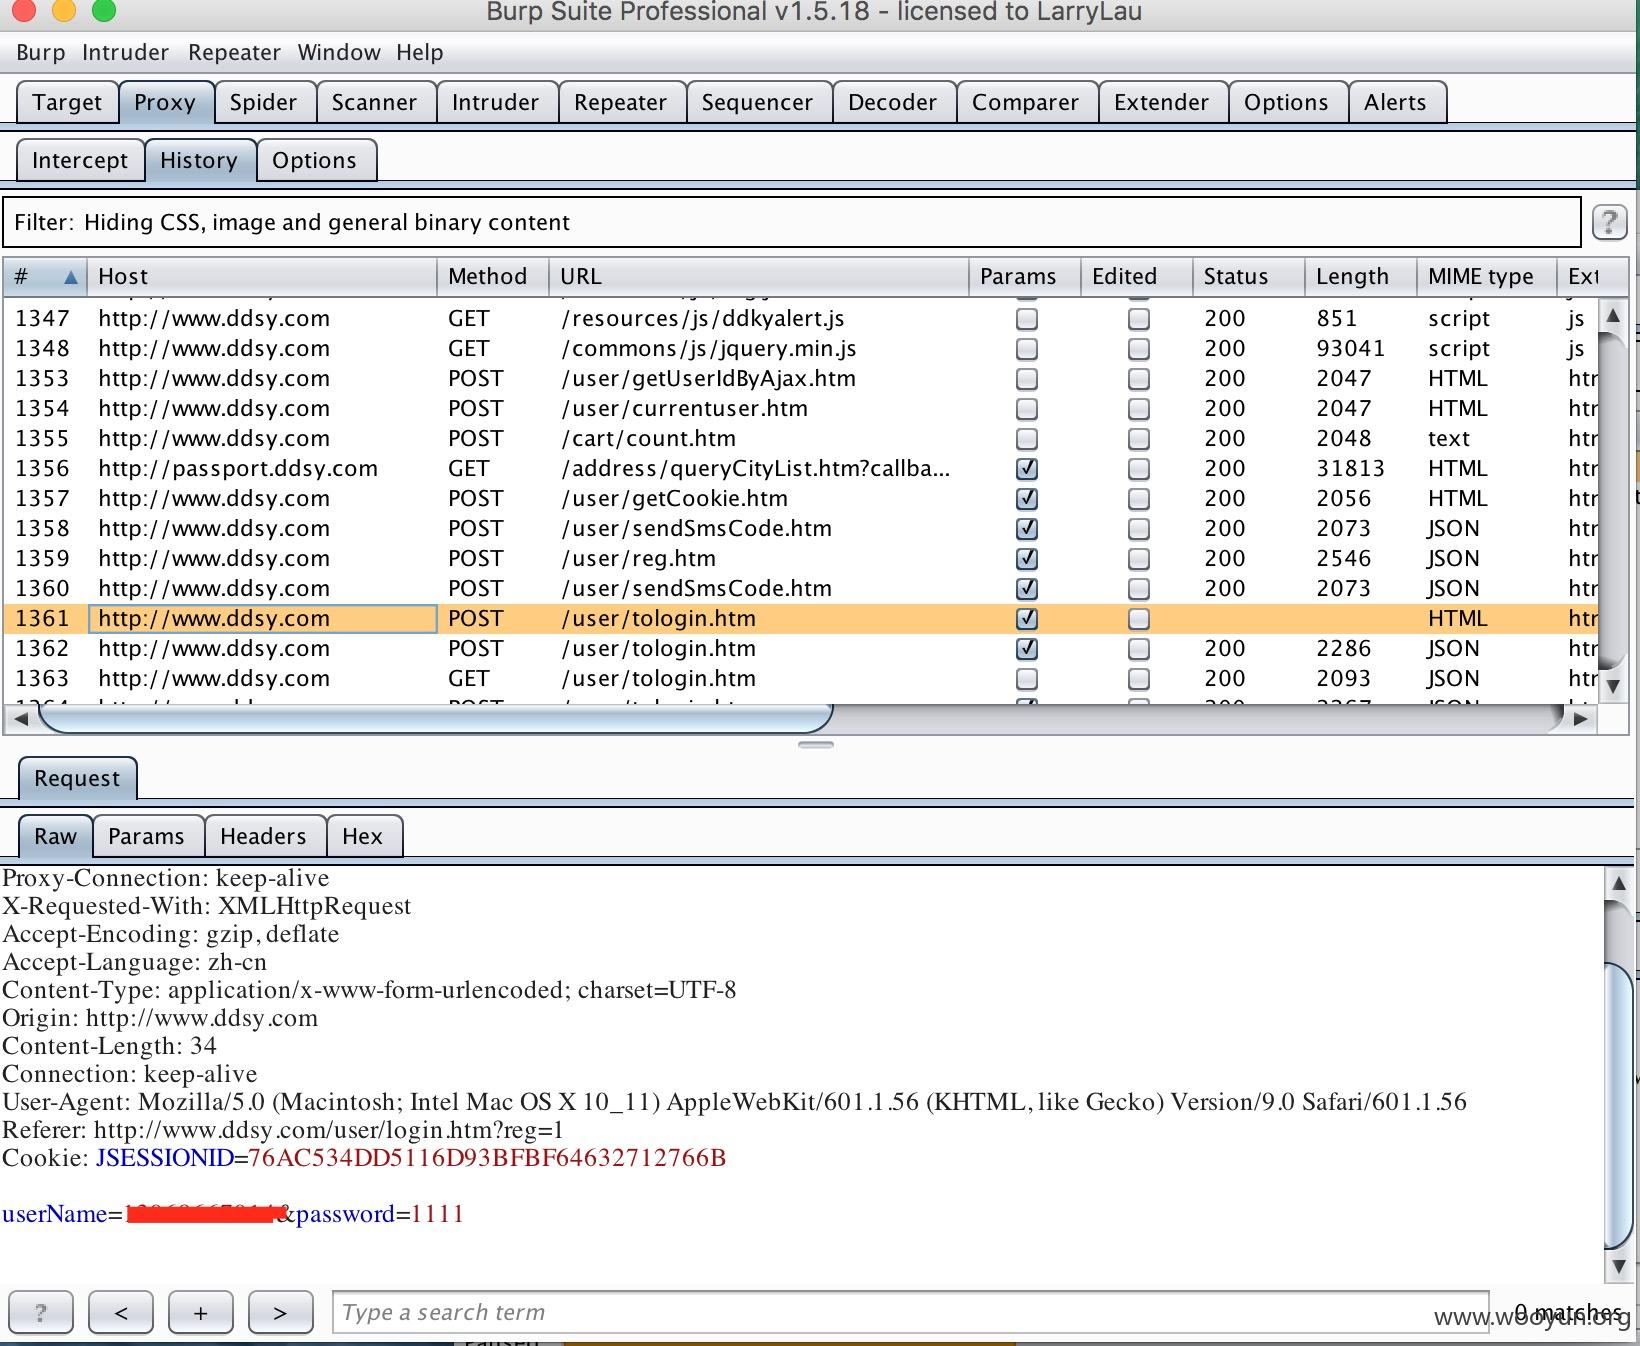 Burp Suite Professional v1.5.18 - licensed to LarryLau
Burp Intruder Repeater Window Help
Target Proxy Spider Scanner Intruder Repeater Sequencer Decoder Comparer Extender Options Alerts
Intercept History Options
Filter: Hiding CSS, image and general binary content ?
# Host Method URL Params Edited Status Length MIME type Ext
1347 http://www.ddsy.com GET /resources/js/ddkyalert.js 200 851 script js
1348 http://www.ddsy.com GET /commons/js/jquery.min.js 200 93041 script js
1353 http://www.ddsy.com POST /user/getUserIdByAjax.htm 200 2047 HTML htr
1354 http://www.ddsy.com POST /user/currentuser.htm 200 2047 HTML htr
1355 http://www.ddsy.com POST /cart/count.htm 200 2048 text htr
1356 http://passport.ddsy.com GET /address/queryCityList.htm?callba... 200 31813 HTML htr
1357 http://www.ddsy.com POST /user/getCookie.htm 200 2056 HTML htr
1358 http://www.ddsy.com POST /user/sendSmsCode.htm 200 2073 JSON htr
1359 http://www.ddsy.com POST /user/reg.htm 200 2546 JSON htr
1360 http://www.ddsy.com POST /user/sendSmsCode.htm 200 2073 JSON htr
1361 http://www.ddsy.com POST /user/tologin.htm HTML htr
1362 http://www.ddsy.com POST /user/tologin.htm 200 2286 JSON htr
1363 http://www.ddsy.com GET /user/tologin.htm 200 2093 JSON htr
Request
Raw Params Headers Hex
Proxy-Connection: keep-alive
X-Requested-With: XMLHttpRequest
Accept-Encoding: gzip, deflate
Accept-Language: zh-cn
Content-Type: application/x-www-form-urlencoded; charset=UTF-8
Origin: http://www.ddsy.com
Content-Length: 34
Connection: keep-alive
User-Agent: Mozilla/5.0 (Macintosh; Intel Mac OS X 10_11) AppleWebKit/601.1.56 (KHTML, like Gecko) Version/9.0 Safari/601.1.56
Referer: http://www.ddsy.com/user/login.htm?reg=1
Cookie: JSESSIONID=76AC534DD5116D93BFBF64632712766B
userName= &password=1111
? < + > Type a search term 0 matches
www.wooyun.org